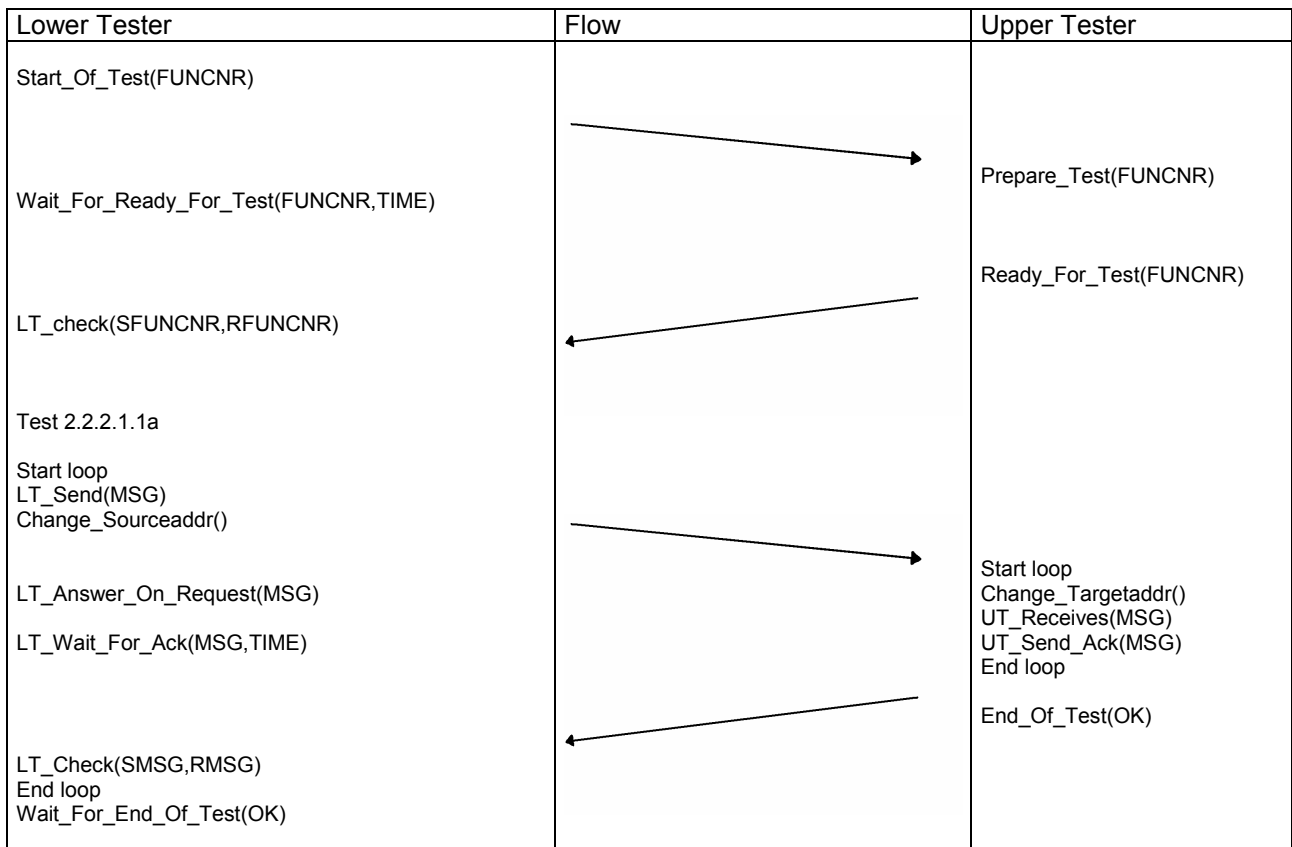 Lower Tester
Flow
Upper Tester
Start_Of_Test(FUNCNR)
Prepare_Test(FUNCNR)
Wait_For_Ready_For_Test(FUNCNR,TIME)
Ready_For_Test(FUNCNR)
LT_check(SFUNCNR,RFUNCNR)
Test 2.2.2.1.1a
Start loop
LT_Send(MSG)
Change_Sourceaddr()
LT_Answer_On_Request(MSG)
LT_Wait_For_Ack(MSG,TIME)
Start loop
Change_Targetaddr()
UT_Receives(MSG)
UT_Send_Ack(MSG)
End loop
End_Of_Test(OK)
LT_Check(SMSG,RMSG)
End loop
Wait_For_End_Of_Test(OK)